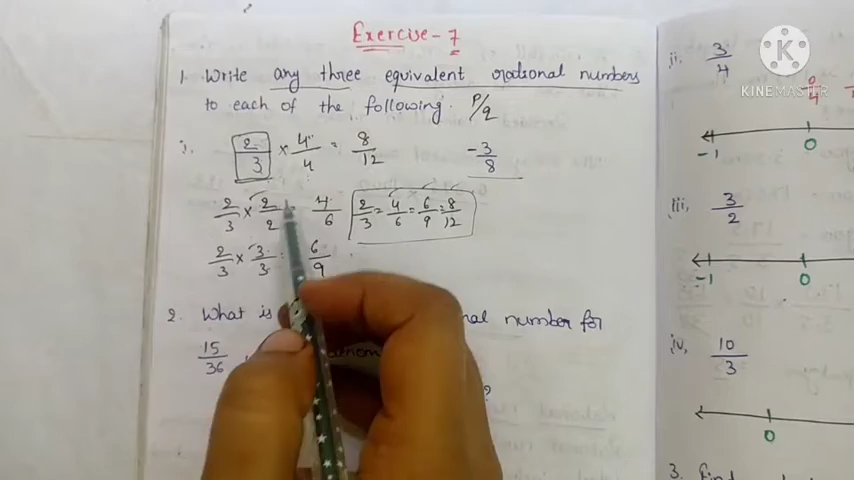 Exercise - 7
1. Write any three equivalent rational numbers
to each of the following. P/q
i. 2/3 × 4/4 = 8/12 -3/8
2/3 × 2/2 4/6 2/3 = 4/6 = 6/9 = 8/12
2/3 × 3/3 = 6/9
2. What is number for
15/36
?
ii. 3/4
0/4
-1 0
iii. 3/2
-1 0
iv, 10/3
0
3. Find
KINEMASTER